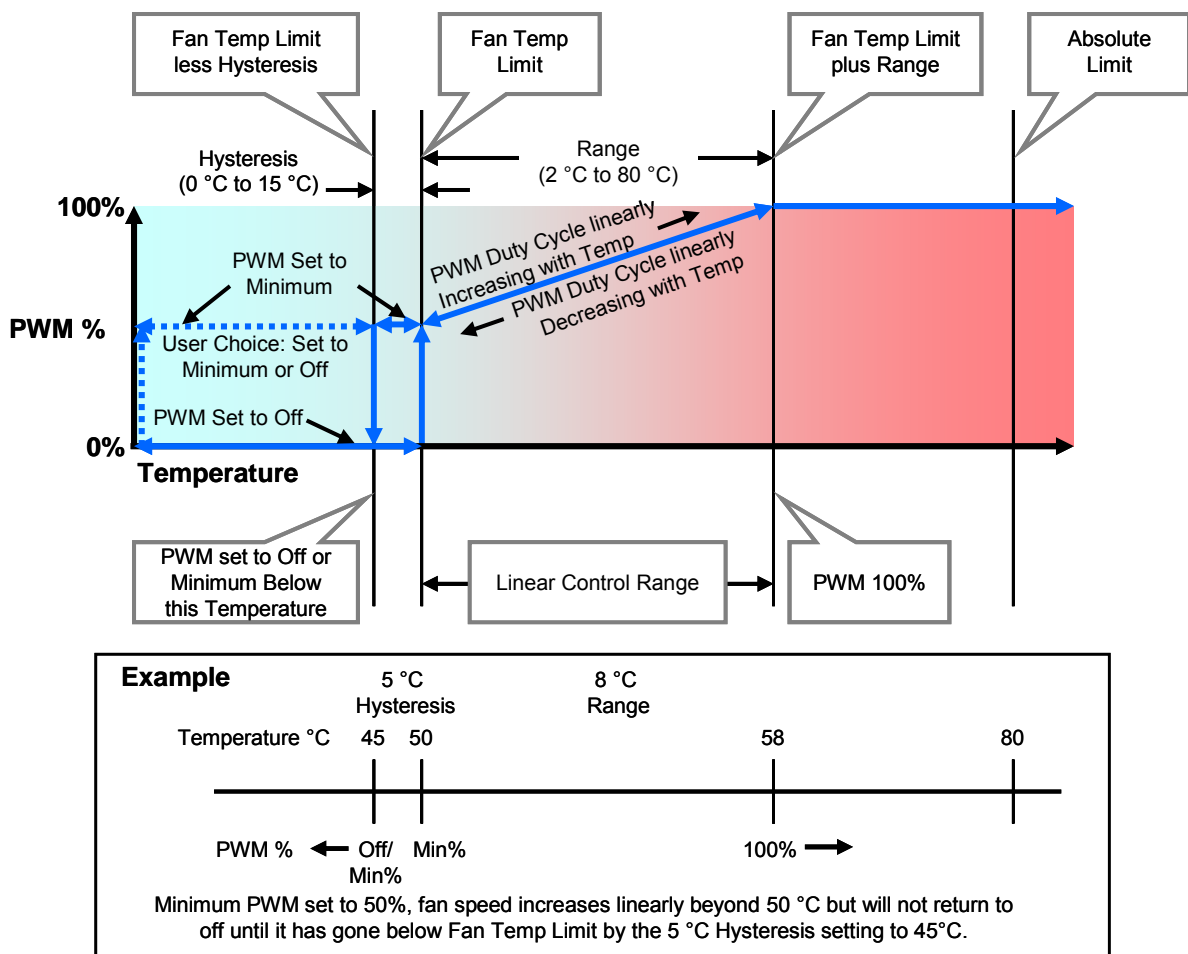 Fan Temp Limit
less Hysteresis
Fan Temp
Limit
Fan Temp Limit
plus Range
Absolute
Limit
Hysteresis
(0 °C to 15 °C)
Range
(2 °C to 80 °C)
100%
PWM Duty Cycle linearly
Increasing with Temp
PWM Duty Cycle linearly
Decreasing with Temp
PWM Set to
Minimum
PWM %
User Choice: Set to
Minimum or Off
PWM Set to Off
0%
Temperature
PWM set to Off or
Minimum Below
this Temperature
Linear Control Range
PWM 100%
Example
5 °C
Hysteresis
8 °C
Range
Temperature °C 45 50 58 80
PWM % Off/ Min% 100%
Min%
Minimum PWM set to 50%, fan speed increases linearly beyond 50 °C but will not return to
off until it has gone below Fan Temp Limit by the 5 °C Hysteresis setting to 45°C.